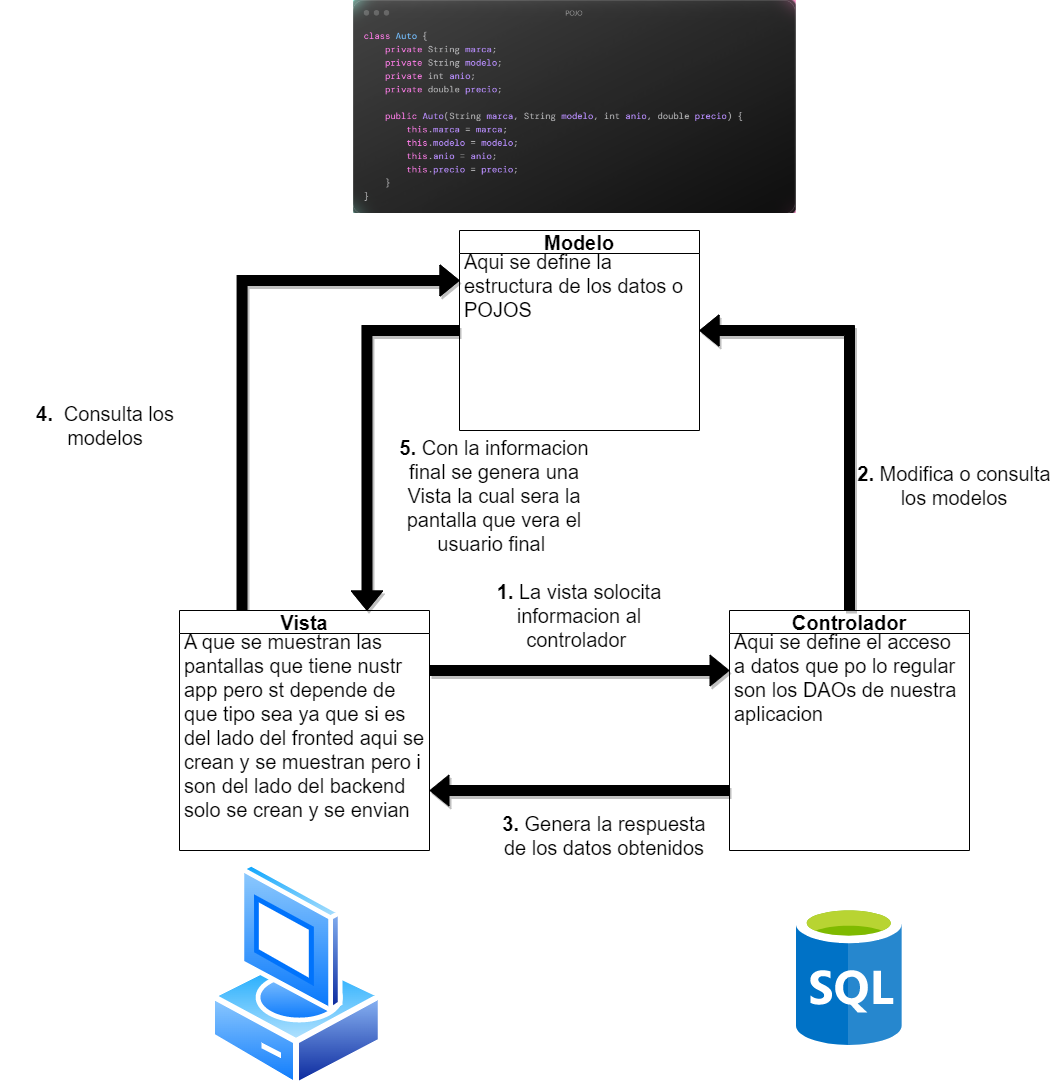 POJO
class Auto {
private String marca;
private String modelo;
private int anio;
private double precio;
public Auto(String marca, String modelo, int anio, double precio) {
this.marca = marca;
this.modelo = modelo;
this.anio = anio;
this.precio = precio;
}
}
Modelo
Aqui se define la
estructura de los datos o
POJOS
4. Consulta los
modelos
5. Con la informacion
final se genera una
Vista la cual sera la
pantalla que vera el
usuario final
2. Modifica o consulta
los modelos
1. La vista solocita
informacion al
controlador
Vista
A que se muestran las
pantallas que tiene nustr
app pero st depende de
que tipo sea ya que si es
del lado del fronted aqui se
crean y se muestran pero i
son del lado del backend
solo se crean y se envian
Controlador
Aqui se define el acceso
a datos que po lo regular
son los DAOs de nuestra
aplicacion
3. Genera la respuesta
de los datos obtenidos
SQL